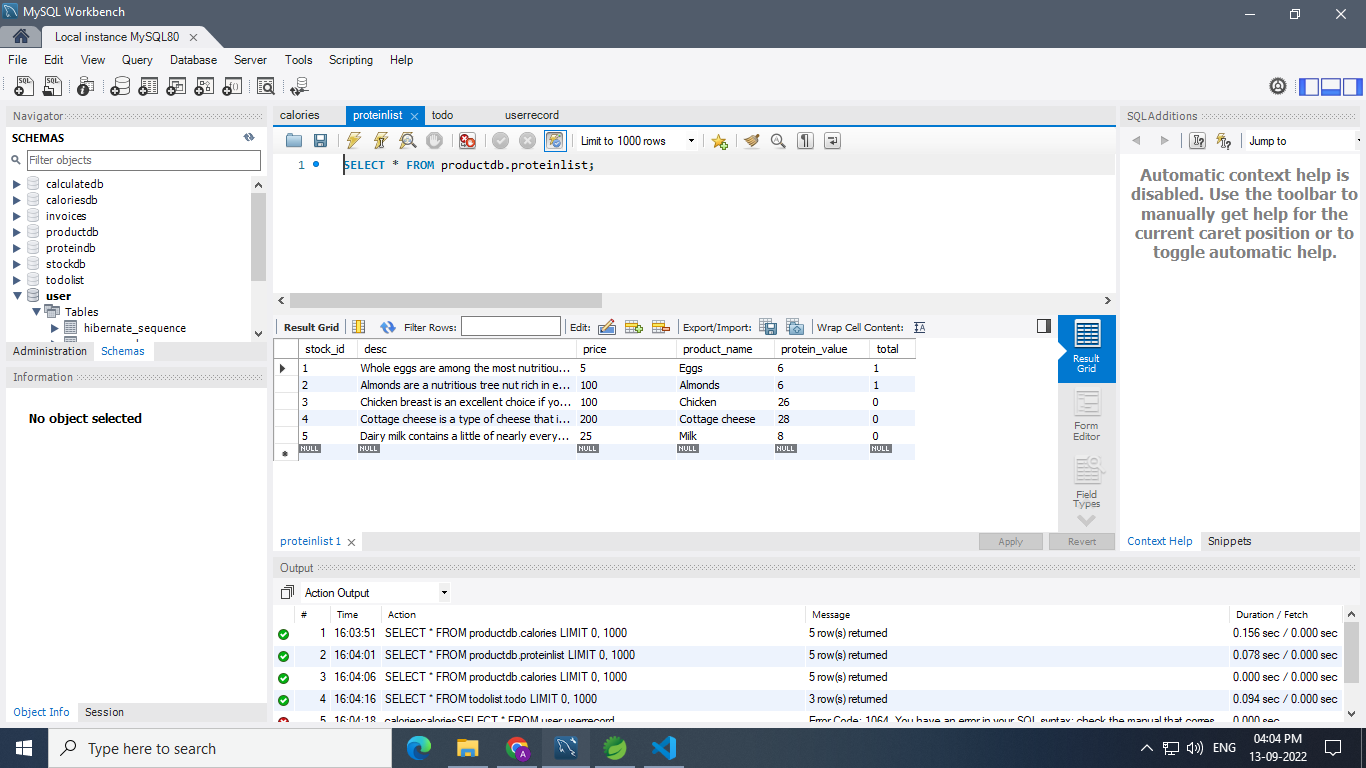 MySQL Workbench
Local instance MySQL80
File Edit View Query Database Server Tools Scripting Help
Navigator
SCHEMAS
Filter objects
calculatedb
caloriesdb
invoices
productdb
proteindb
stockdb
todolist
user
Tables
hibernate_sequence
Administration Schemas
Information
No object selected
Object Info Session
calories proteinlist todo userrecord
Limit to 1000 rows
1 SELECT * FROM productdb.proteinlist;
Result Grid Filter Rows: Edit: Export/Import: Wrap Cell Content:
stock_id desc price product_name protein_value total
1 Whole eggs are among the most nutritiou... 5 Eggs 6 1
2 Almonds are a nutritious tree nut rich in e... 100 Almonds 6 1
3 Chicken breast is an excellent choice if yo... 100 Chicken 26 0
4 Cottage cheese is a type of cheese that i... 200 Cottage cheese 28 0
5 Dairy milk contains a little of nearly every... 25 Milk 8 0
NULL NULL NULL NULL NULL NULL
Result Grid
Form Editor
Field Types
proteinlist 1 Apply Revert
SQLAdditions
Jump to
Automatic context help is
disabled. Use the toolbar to
manually get help for the
current caret position or to
toggle automatic help.
Context Help Snippets
Output
Action Output
# Time Action Message Duration / Fetch
1 16:03:51 SELECT * FROM productdb.calories LIMIT 0, 1000 5 row(s) returned 0.156 sec / 0.000 sec
2 16:04:01 SELECT * FROM productdb.proteinlist LIMIT 0, 1000 5 row(s) returned 0.078 sec / 0.000 sec
3 16:04:06 SELECT * FROM productdb.calories LIMIT 0, 1000 5 row(s) returned 0.000 sec / 0.000 sec
4 16:04:16 SELECT * FROM todolist.todo LIMIT 0, 1000 3 row(s) returned 0.094 sec / 0.000 sec
5 16:04:18 caloriescaloriesSELECT * FROM user.userrecord Error Code: 1064. You have an error in your SQL syntax; check the manual that corres... 0.000 sec
Type here to search
ENG
04:04 PM
13-09-2022